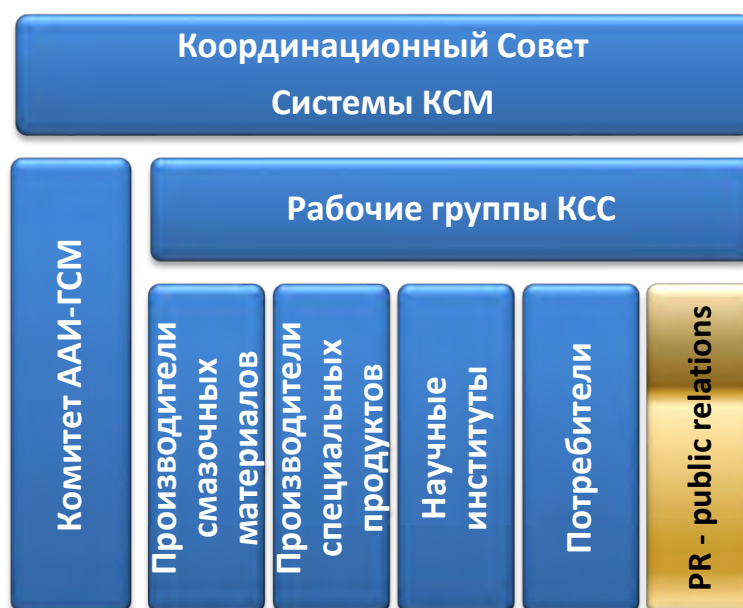 Координационный Совет
Системы КСМ
Рабочие группы КСС
Комитет ААИ-ГСМ
Производители
смазочных
материалов
Производители
специальных
продуктов
Научные
институты
Потребители
PR - public relations